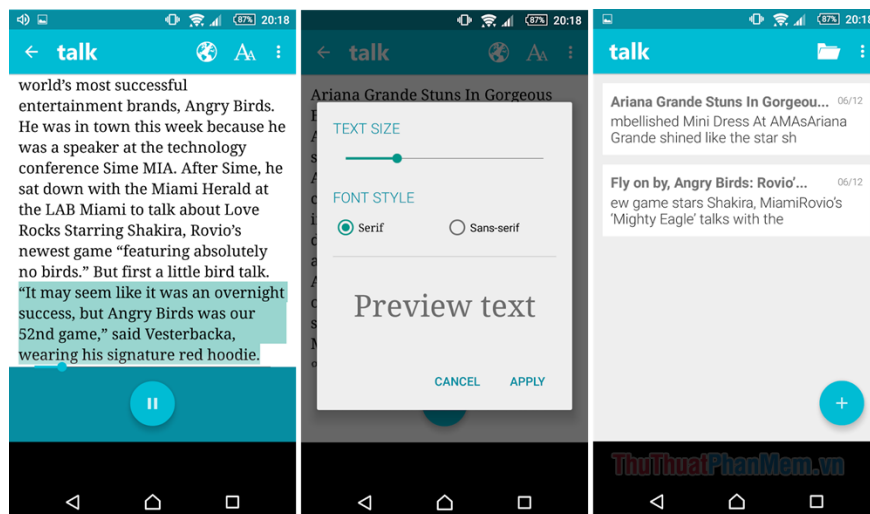 87% 20:18
talk
AA
world's most successful
entertainment brands, Angry Birds.
He was in town this week because he
was a speaker at the technology
conference Sime MIA. After Sime, he
sat down with the Miami Herald at
the LAB Miami to talk about Love
Rocks Starring Shakira, Rovio's
newest game “featuring absolutely
no birds.” But first a little bird talk.
“It may seem like it was an overnight
success, but Angry Birds was our
52nd game,” said Vesterbacka,
wearing his signature red hoodie.
87% 20:18
talk
AA
Ariana Grande Stuns In Gorgeous
TEXT SIZE
FONT STYLE
Serif
Sans-serif
Preview text
CANCEL APPLY
87% 20:18
talk
Ariana Grande Stuns In Gorgeou... 06/12
mbellished Mini Dress At AMAsAriana
Grande shined like the star sh
Fly on by, Angry Birds: Rovio'... 06/12
ew game stars Shakira, MiamiRovio's
'Mighty Eagle' talks with the
ThuThuatPhanMem.vn